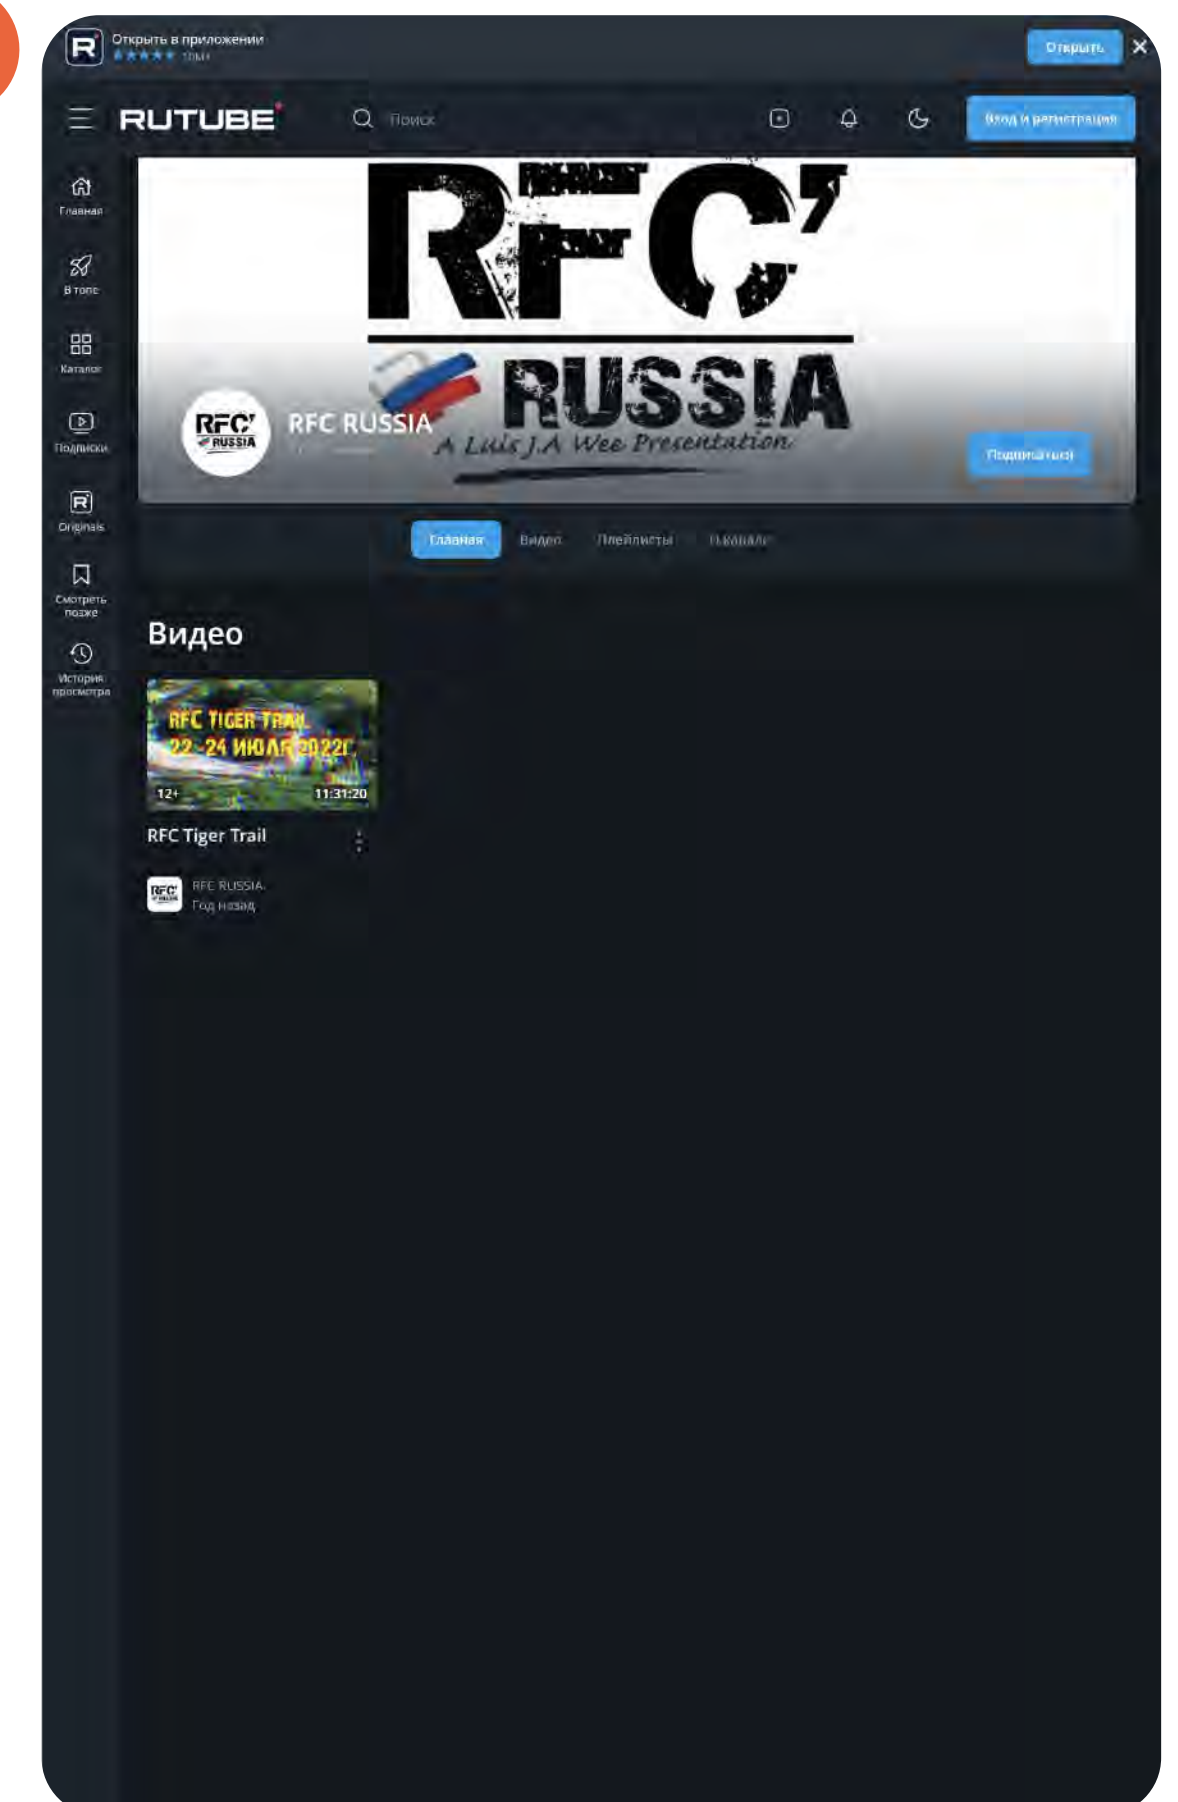 Открыть в приложении
Открыть
RUTUBE
Поиск
Вход и регистрация
Главная
В топе
Каталог
Подписки
Originals
Смотреть
позже
История
просмотра
RFC'
RUSSIA
A Luis J.A Wee Presentation
RFC'
RUSSIA
RFC RUSSIA
Подписаться
Главная
Видео
Плейлисты
О канале
Видео
RFC TIGER TRAIL
22 -24 ИЮЛЯ 2022Г.
12+
11:31:20
RFC Tiger Trail
RFC'
RFC RUSSIA
Год назад